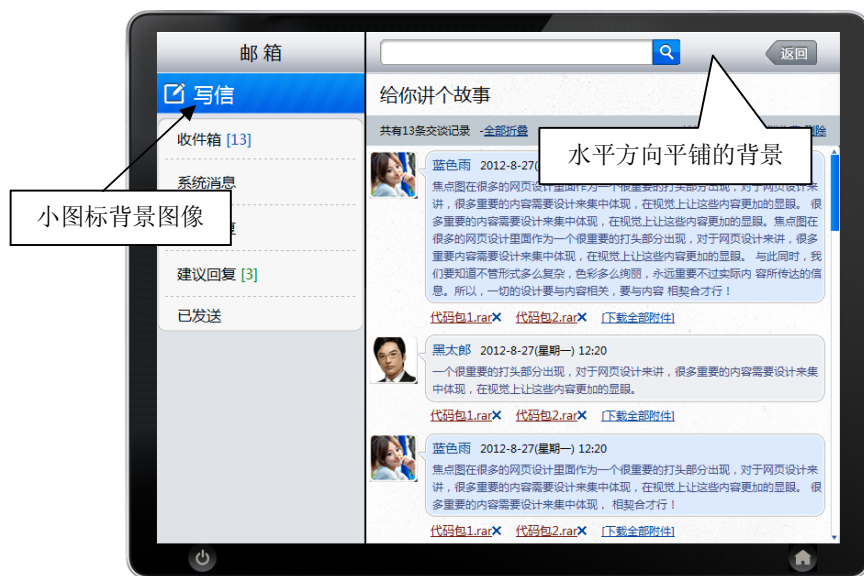 邮 箱
返回
写信
给你讲个故事
收件箱 [13]
共有13条交谈记录 -全部折叠
删除
水平方向平铺的背景
系统消息
小图标背景图像
建议回复 [3]
已发送
蓝色雨 2012-8-27(
焦点图在很多的网页设计里面作为一个很重要的打头部分出现，对于网页设计来
讲，很多重要的内容需要设计来集中体现，在视觉上让这些内容更加的显眼。 很
多重要的内容需要设计来集中体现，在视觉上让这些内容更加的显眼。焦点图在
很多的网页设计里面作为一个很重要的打头部分出现，对于网页设计来讲，很多
重要内容需要设计来集中体现，在视觉上让这些内容更加的显眼。 与此同时，我
们要知道不管形式多么复杂，色彩多么绚丽，永远重要不过实际内 容所传达的信
息。所以，一切的设计要与内容相关，要与内容 相契合才行！
代码包1.rar✕ 代码包2.rar✕ [下载全部附件]
黑太郎 2012-8-27(星期一) 12:20
一个很重要的打头部分出现，对于网页设计来讲，很多重要的内容需要设计来集
中体现，在视觉上让这些内容更加的显眼。
代码包1.rar✕ 代码包2.rar✕ [下载全部附件]
蓝色雨 2012-8-27(星期一) 12:20
焦点图在很多的网页设计里面作为一个很重要的打头部分出现，对于网页设计来
讲，很多重要的内容需要设计来集中体现，在视觉上让这些内容更加的显眼。 很
多重要的内容需要设计来集中体现， 相契合才行！
代码包1.rar✕ 代码包2.rar✕ [下载全部附件]